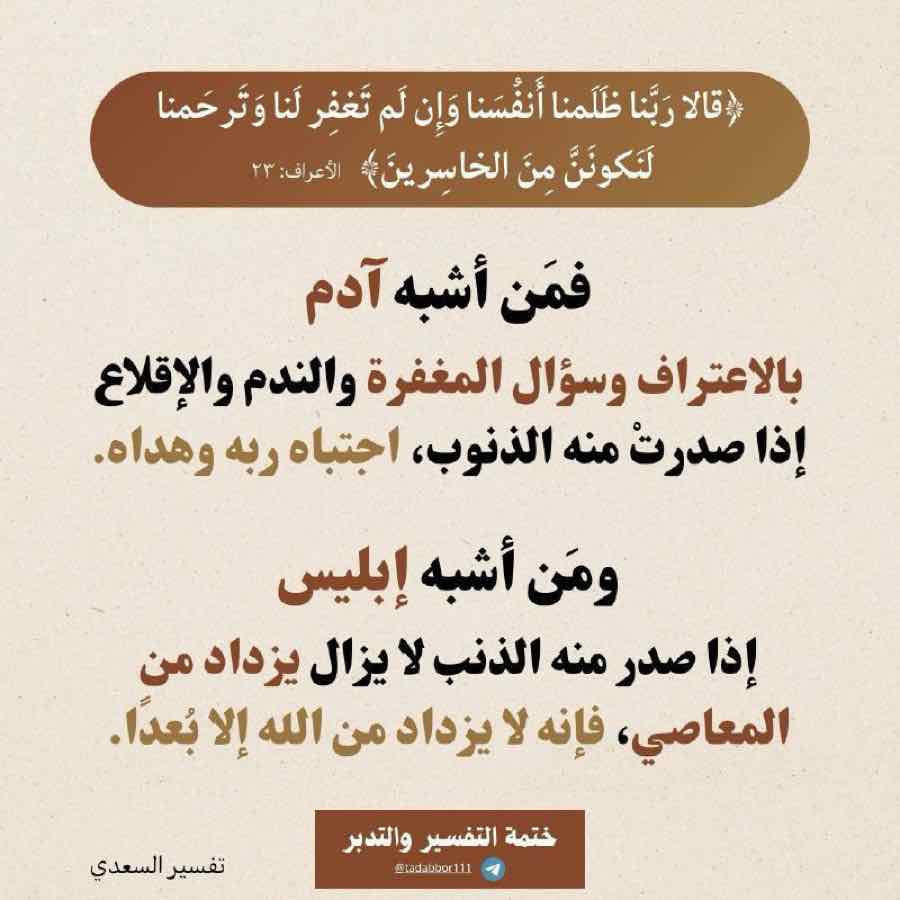 ﴿قالا رَبَّنا ظَلَمنا أَنفُسَنا وَإِن لَم تَغفِر لَنا وَتَرحَمنا
لَنَكونَنَّ مِنَ الخاسِرينَ﴾ الأعراف: ٢٣
فمَن أشبه آدم
بالاعتراف وسؤال المغفرة والندم والإقلاع
إذا صدرتْ منه الذنوب، اجتباه ربه وهداه.
ومَن أشبه إبليس
إذا صدر منه الذنب لا يزال يزداد من
المعاصي، فإنه لا يزداد من الله إلا بُعدًا.
ختمة التفسير والتدبر
@tadabbor111
تفسير السعدي